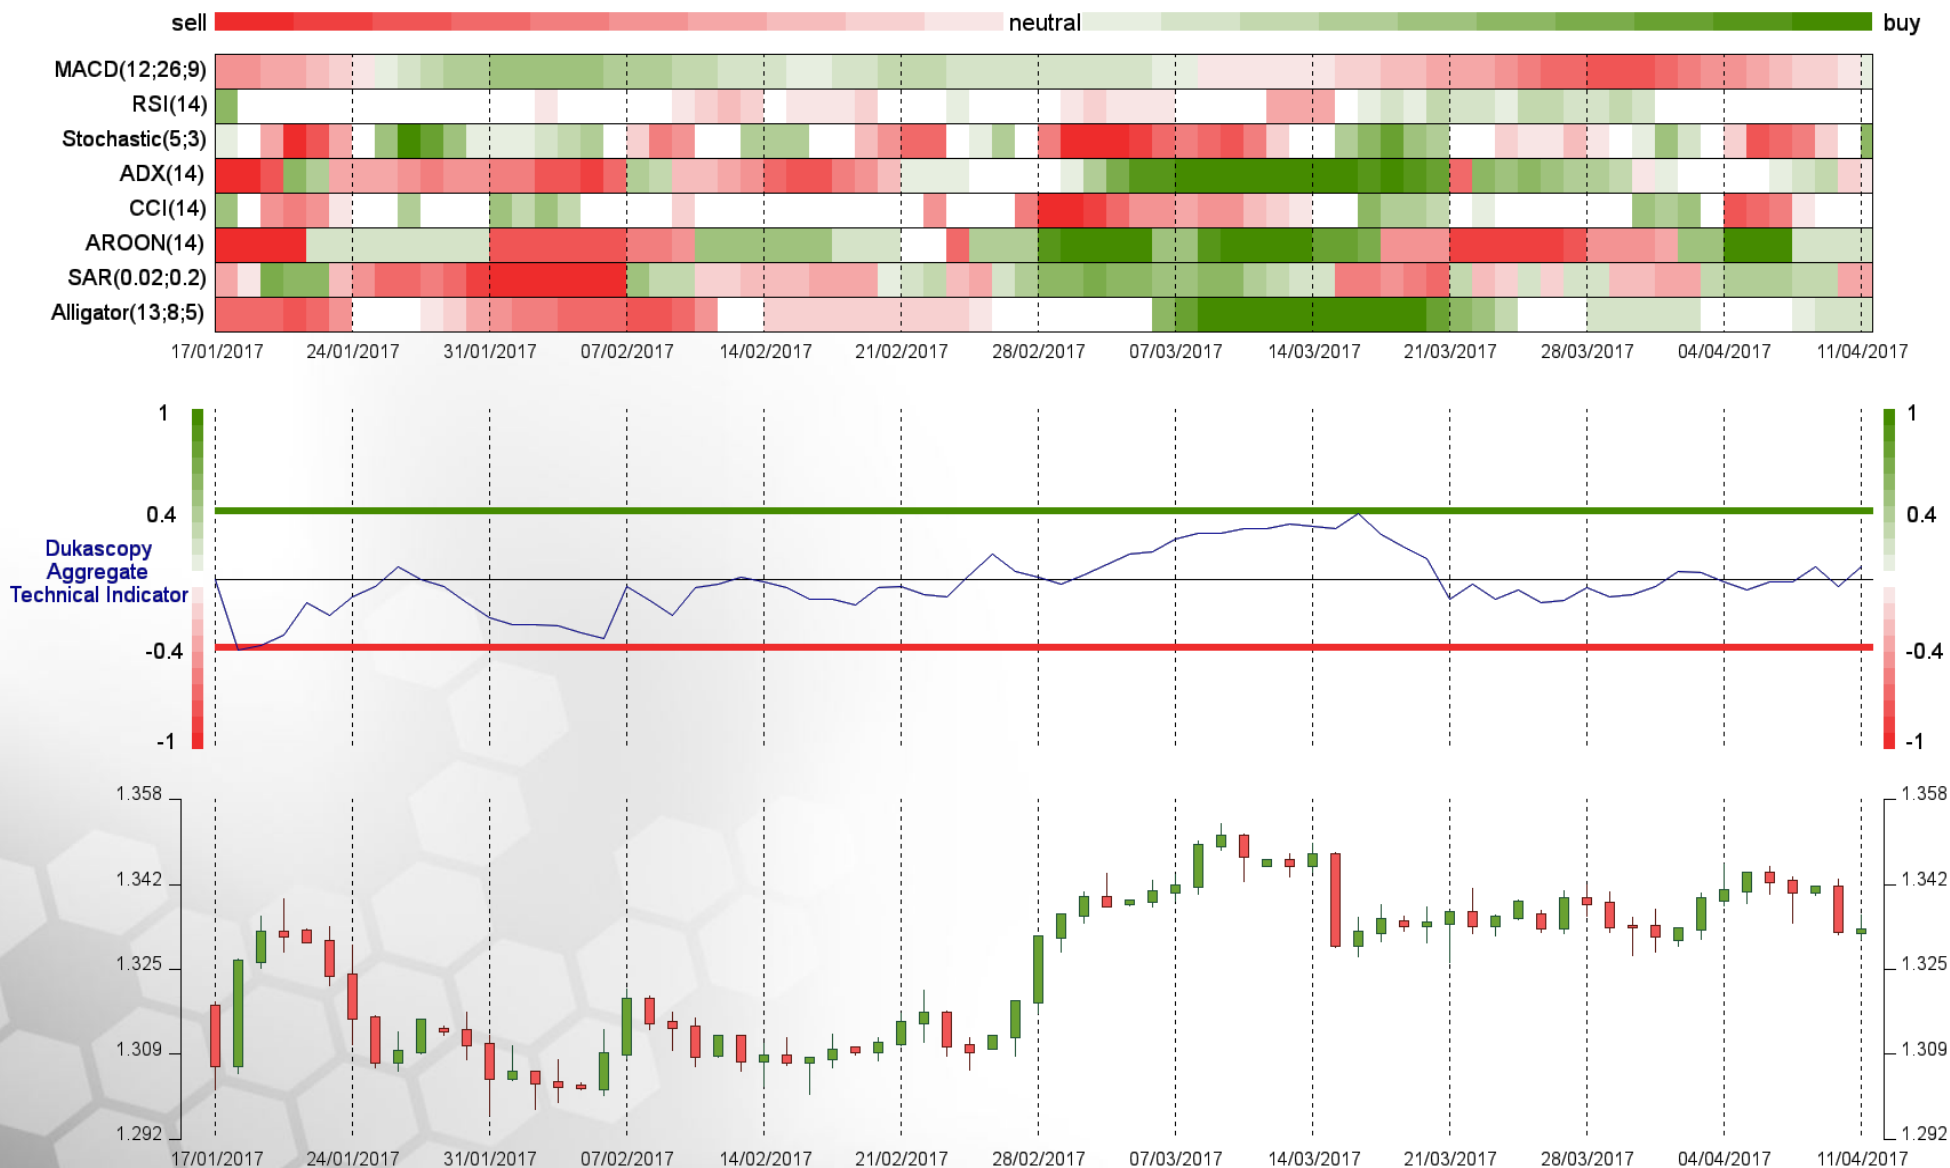 sell neutral buy
MACD(12;26;9)
RSI(14)
Stochastic(5;3)
ADX(14)
CCI(14)
AROON(14)
SAR(0.02;0.2)
Alligator(13;8;5)
17/01/2017 24/01/2017 31/01/2017 07/02/2017 14/02/2017 21/02/2017 28/02/2017 07/03/2017 14/03/2017 21/03/2017 28/03/2017 04/04/2017 11/04/2017
1 1
0.4 0.4
Dukascopy
Aggregate
Technical Indicator
-0.4 -0.4
-1 -1
1.358 1.358
1.342 1.342
1.325 1.325
1.309 1.309
1.292 1.292
17/01/2017 24/01/2017 31/01/2017 07/02/2017 14/02/2017 21/02/2017 28/02/2017 07/03/2017 14/03/2017 21/03/2017 28/03/2017 04/04/2017 11/04/2017